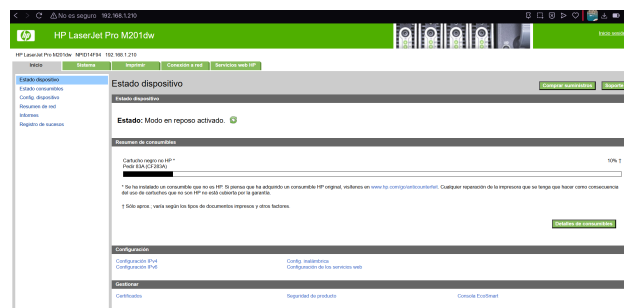 No es seguro 192.168.1.210
HP LaserJet Pro M201dw
Iniciar sesión
HP LaserJet Pro M201dw NPID14F94 192.168.1.210
Inicio Sistema Imprimir Conexión a red Servicios web HP
Estado dispositivo
Estado consumibles
Config. dispositivo
Resumen de red
Informes
Registro de sucesos
Estado dispositivo
Comprar suministros Soporte
Estado dispositivo
Estado: Modo en reposo activado.
Resumen de consumibles
Cartucho negro no HP * 10% †
Pedir 83A (CF283A)
* Se ha instalado un consumible que no es HP. Si piensa que ha adquirido un consumible HP original, visítenos en www.hp.com/go/anticounterfeit. Cualquier reparación de la impresora que se tenga que hacer como consecuencia
del uso de cartuchos que no son HP no está cubierta por la garantía.
† Sólo aprox.; varía según los tipos de documentos impresos y otros factores.
Detalles de consumibles
Configuración
Configuración IPv4 Config. inalámbrica
Configuración IPv6 Configuración de los servicios web
Gestionar
Certificados Seguridad de producto Consola EcoSmart